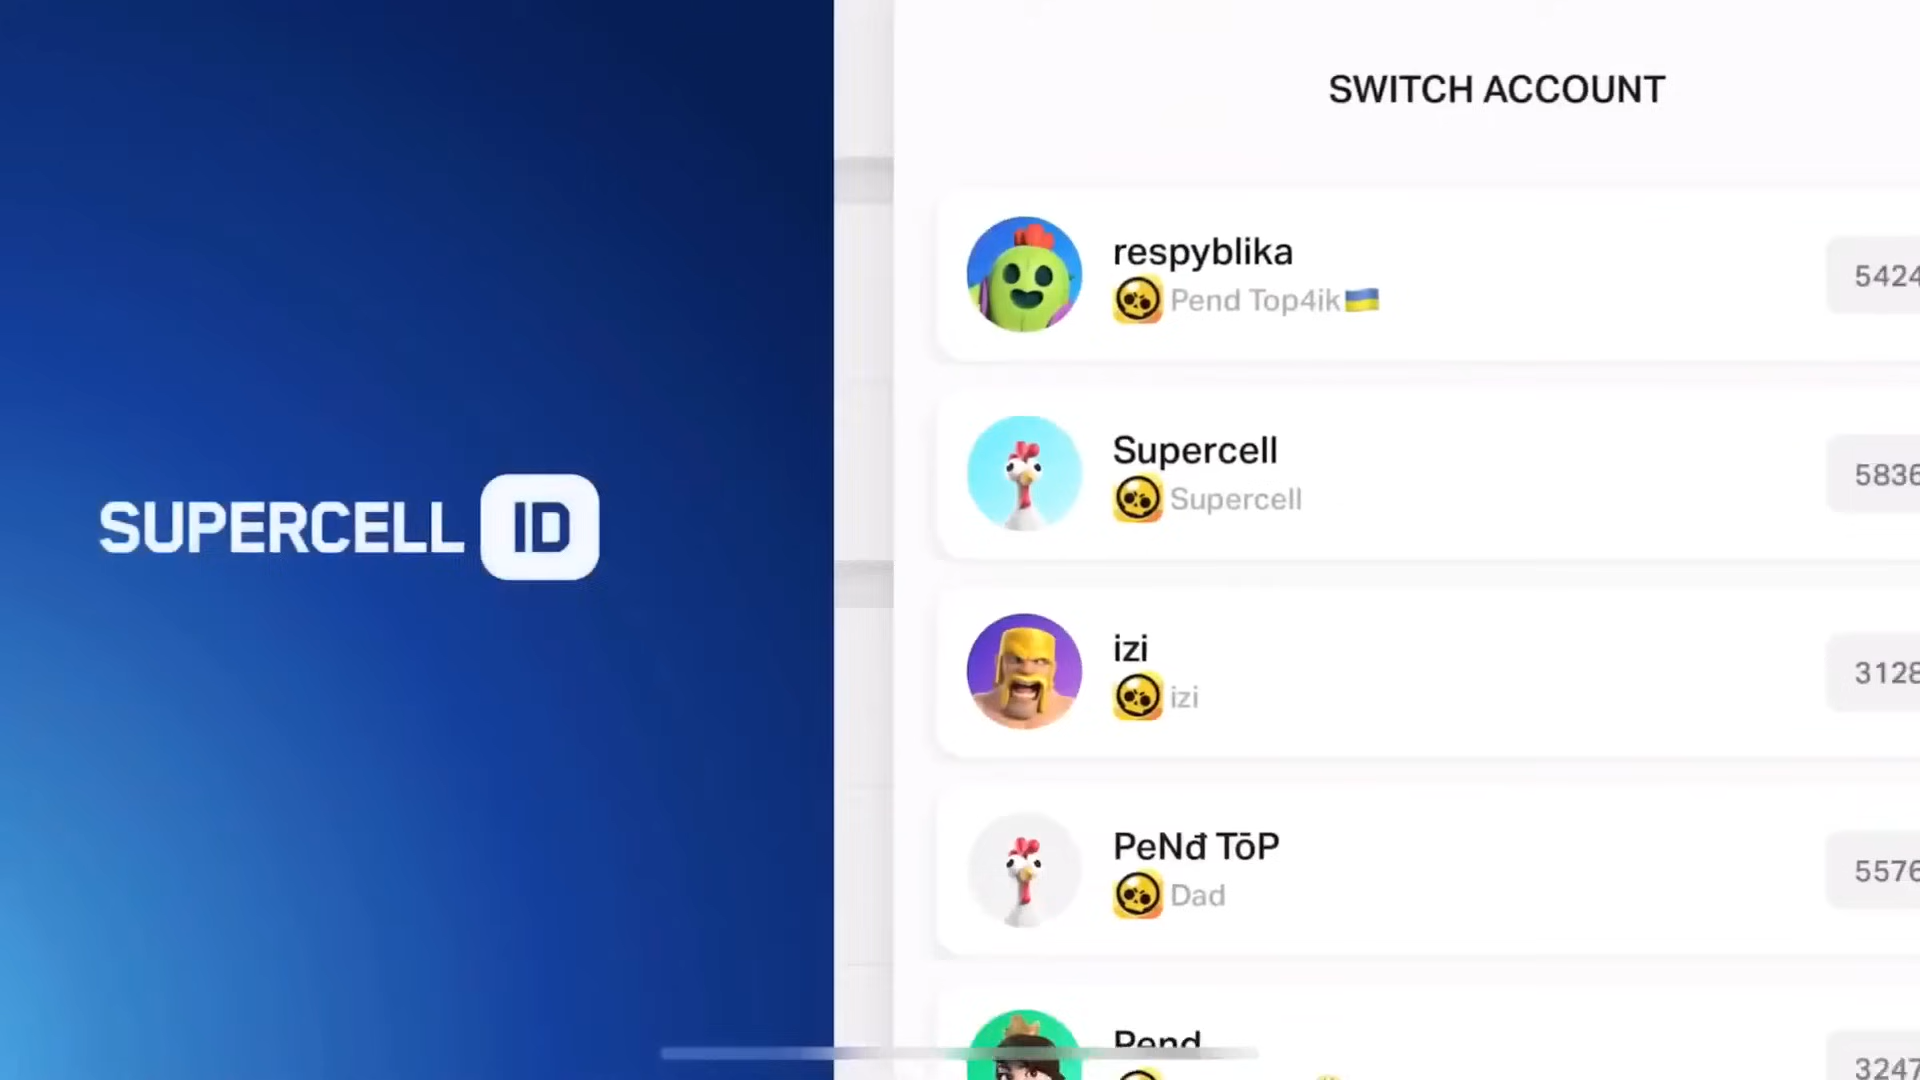 SWITCH ACCOUNT
respyblika
Pend Top4ik🇺🇦
5424
Supercell
Supercell
5836
SUPERCELL ID
izi
izi
3128
PeNđ TōP
Dad
5576
Pend
3247